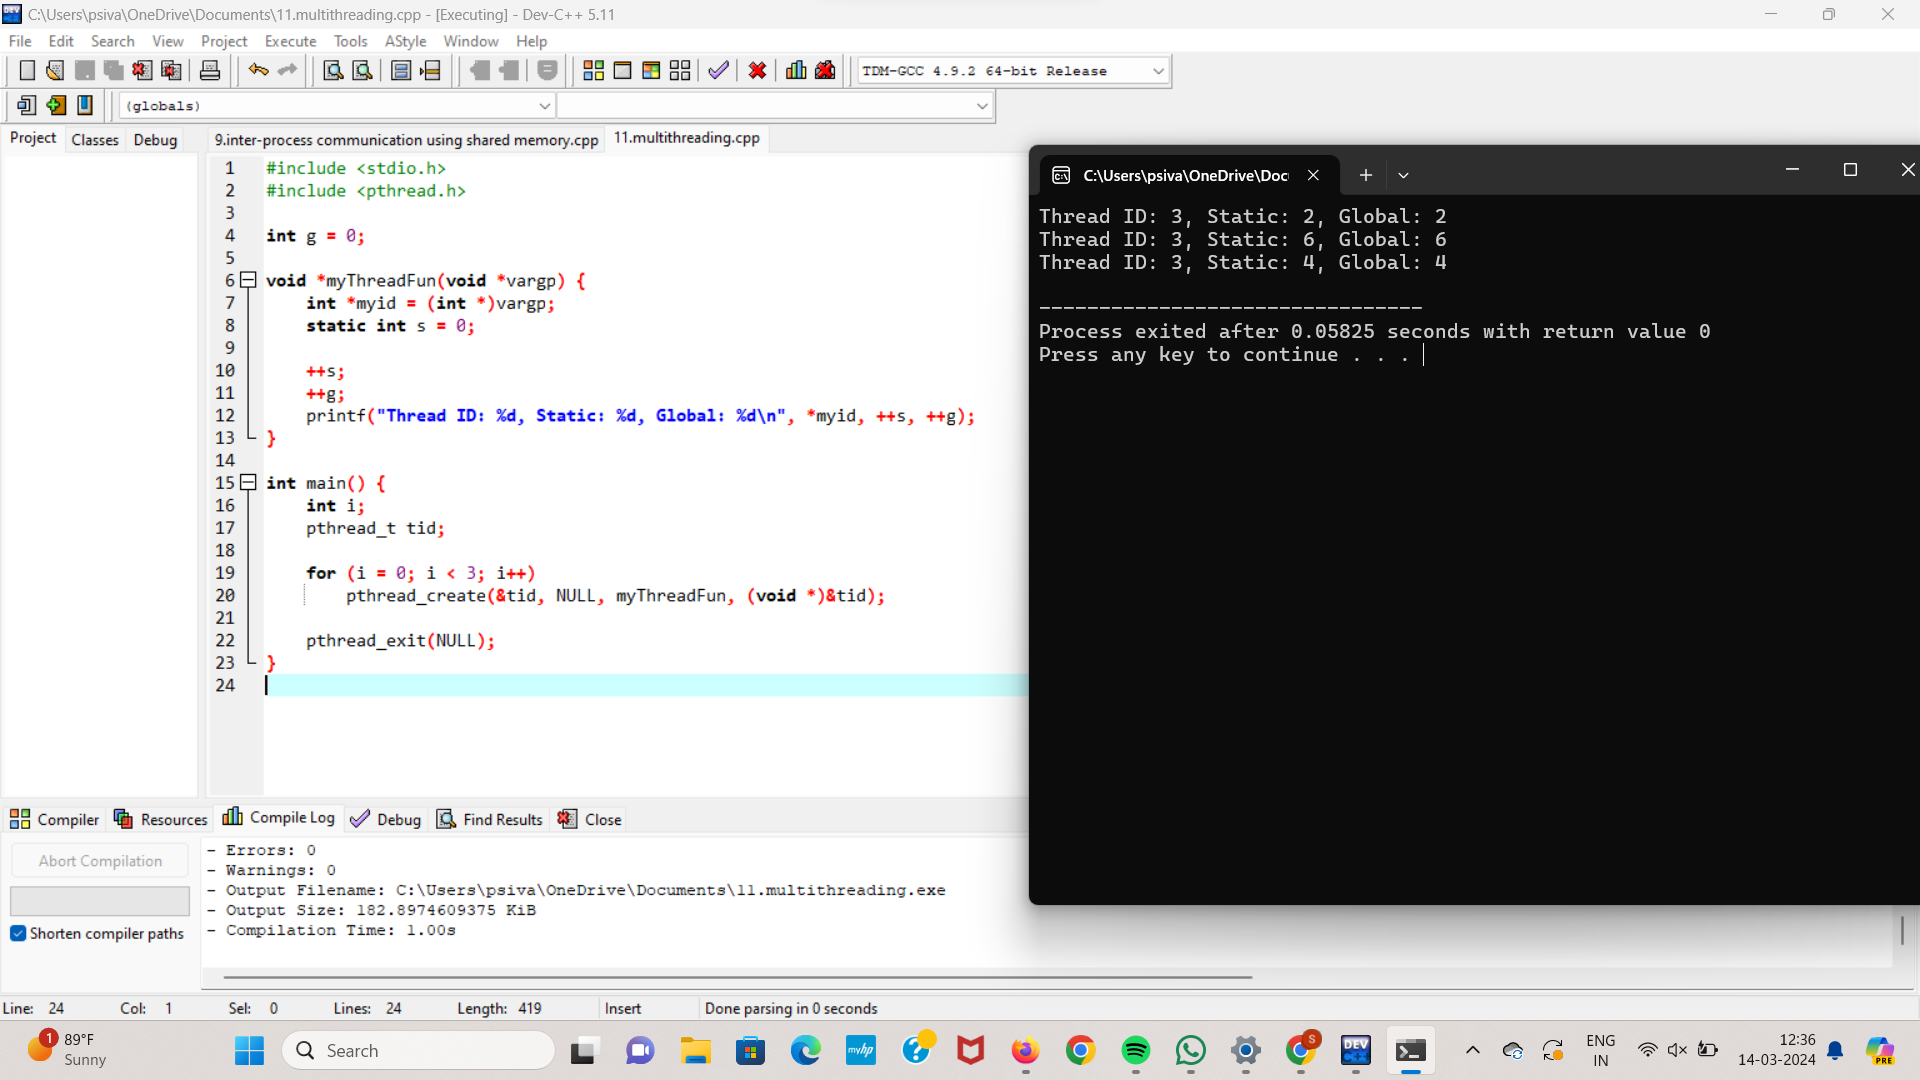 C:\Users\psiva\OneDrive\Documents\11.multithreading.cpp - [Executing] - Dev-C++ 5.11
File Edit Search View Project Execute Tools AStyle Window Help
TDM-GCC 4.9.2 64-bit Release
(globals)
Project Classes Debug
9.inter-process communication using shared memory.cpp 11.multithreading.cpp
1 #include <stdio.h>
2 #include <pthread.h>
3
4 int g = 0;
5
6 void *myThreadFun(void *vargp) {
7 int *myid = (int *)vargp;
8 static int s = 0;
9
10 ++s;
11 ++g;
12 printf("Thread ID: %d, Static: %d, Global: %d\n", *myid, ++s, ++g);
13 }
14
15 int main() {
16 int i;
17 pthread_t tid;
18
19 for (i = 0; i < 3; i++)
20 pthread_create(&tid, NULL, myThreadFun, (void *)&tid);
21
22 pthread_exit(NULL);
23 }
24
C:\Users\psiva\OneDrive\Doc
Thread ID: 3, Static: 2, Global: 2
Thread ID: 3, Static: 6, Global: 6
Thread ID: 3, Static: 4, Global: 4
--------------------------------
Process exited after 0.05825 seconds with return value 0
Press any key to continue . . .
Compiler Resources Compile Log Debug Find Results Close
Abort Compilation
Shorten compiler paths
- Errors: 0
- Warnings: 0
- Output Filename: C:\Users\psiva\OneDrive\Documents\11.multithreading.exe
- Output Size: 182.8974609375 KiB
- Compilation Time: 1.00s
Line: 24 Col: 1 Sel: 0 Lines: 24 Length: 419 Insert Done parsing in 0 seconds
1
89°F
Sunny
Search
myhp
S
DEV
ENG
IN
12:36
14-03-2024
PRE